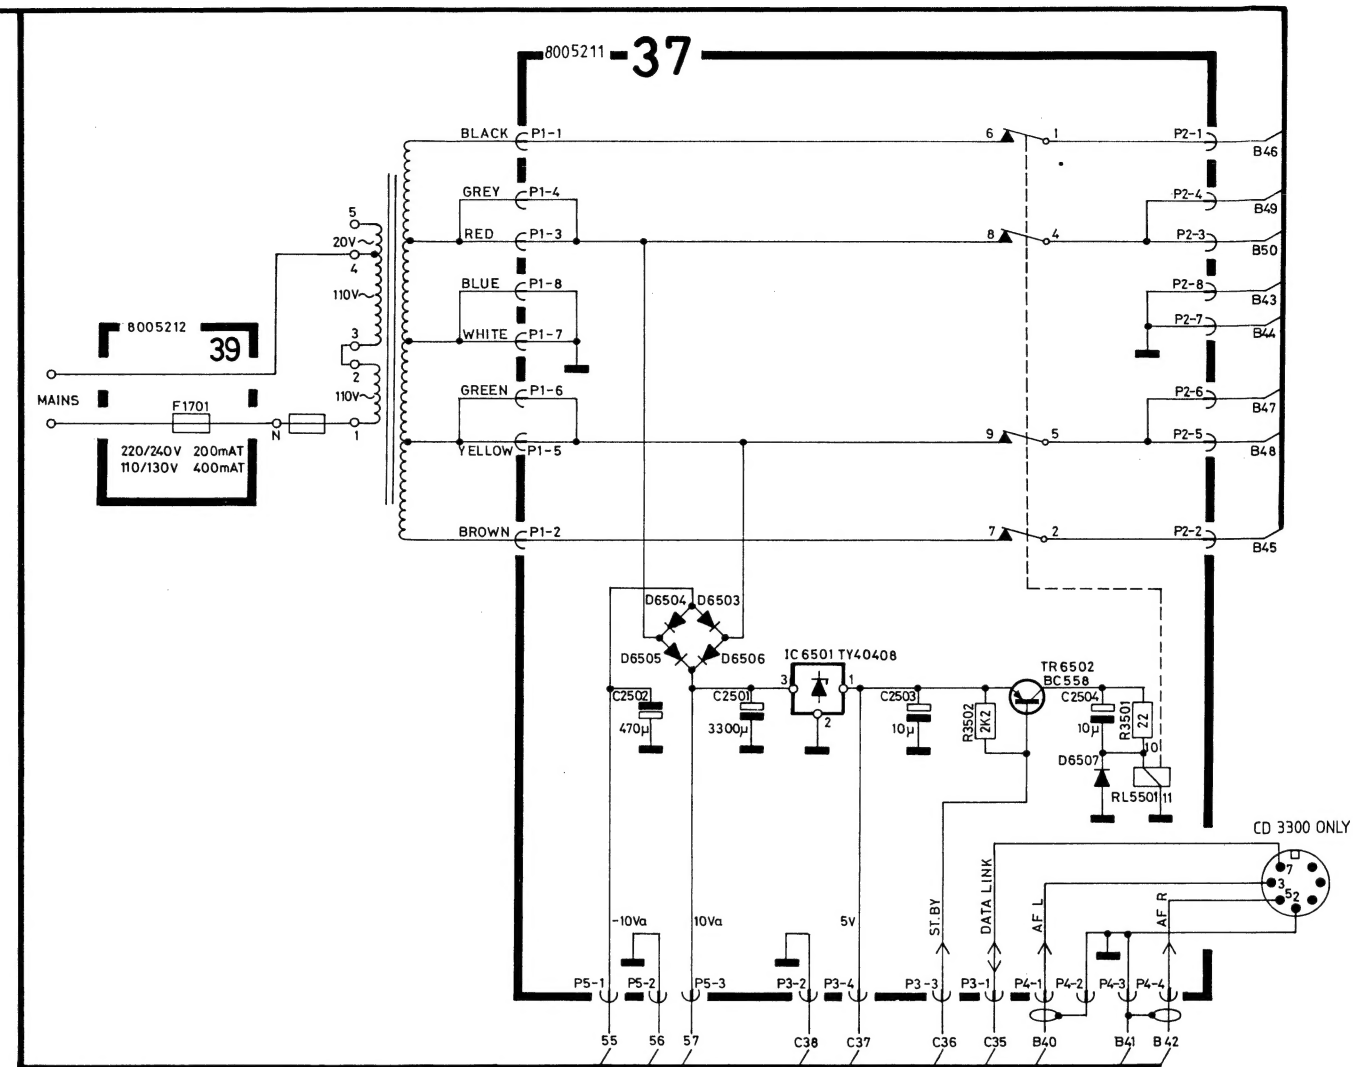 8005211 37
BLACK P1-1 6 1 P2-1
B46
GREY P1-4 P2-4
B49
5
RED P1-3 8 4 P2-3
20V~
B50
4
BLUE P1-8 P2-8
110V~
B43
8005212
39
3
WHITE P1-7 P2-7
B44
2
MAINS
110V~
GREEN P1-6 P2-6
F1701
B47
N
1
9 5 P2-5
YELLOW P1-5
B48
220/240V 200mAT
110/130V 400mAT
BROWN P1-2 7 2 P2-2
B45
D6504 D6503
D6505 D6506
IC6501 TY40408
TR6502
BC558
3 1
C2502 C2501 C2503 C2504
2
470µ 3300µ 10µ 10µ
R3502
2K2
R3501
22
10
D6507
RL5501 11
CD 3300 ONLY
7
3
5 2
ST.BY
DATA LINK
AF L
AF R
-10Va 10Va 5V
P5-1 P5-2 P5-3 P3-2 P3-4 P3-3 P3-1 P4-1 P4-2 P4-3 P4-4
55 56 57 C38 C37 C36 C35 B40 B41 B42